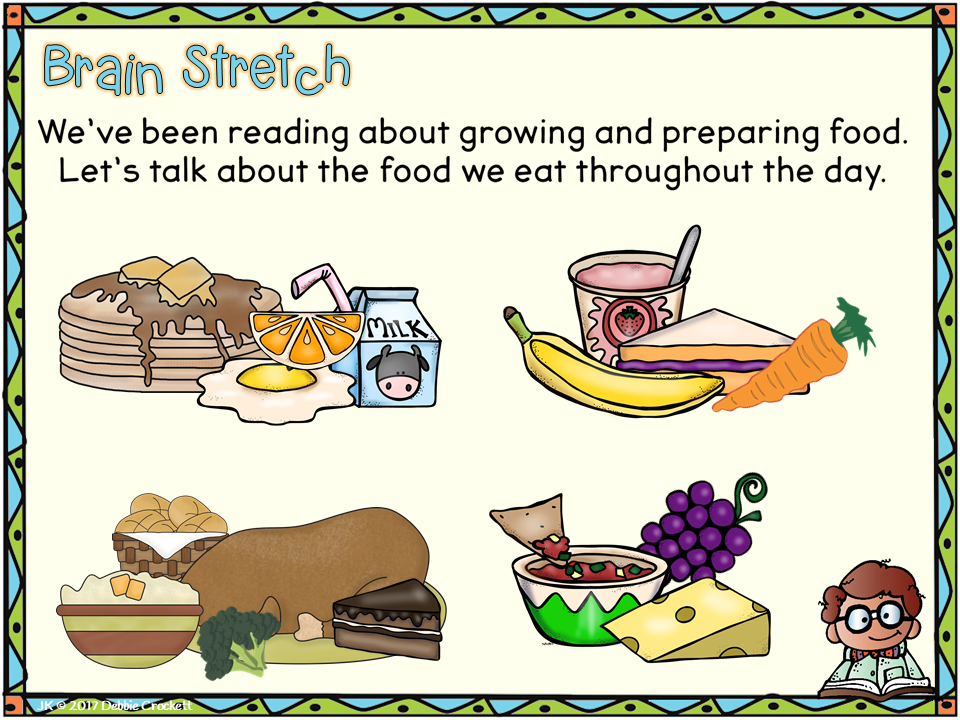 Brain Stretch
We've been reading about growing and preparing food.
Let's talk about the food we eat throughout the day.
MILK
JK © 2017 Debbie Crockett